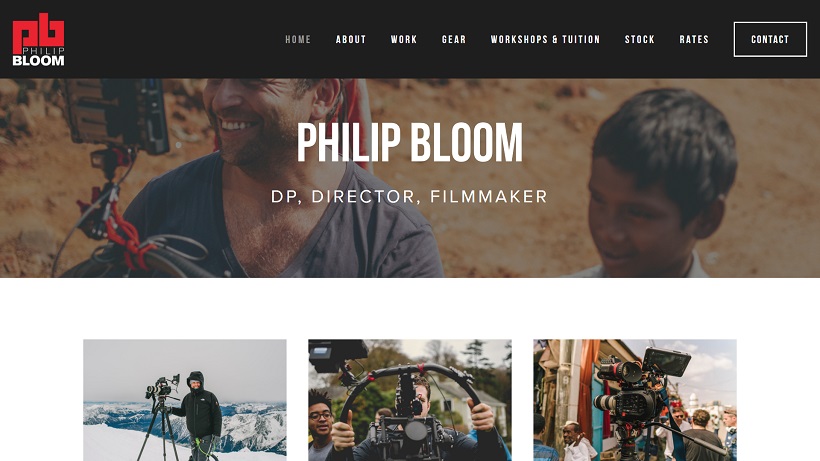 pb
PHILIP
BLOOM
HOME ABOUT WORK GEAR WORKSHOPS & TUITION STOCK RATES CONTACT
PHILIP BLOOM
DP, DIRECTOR, FILMMAKER